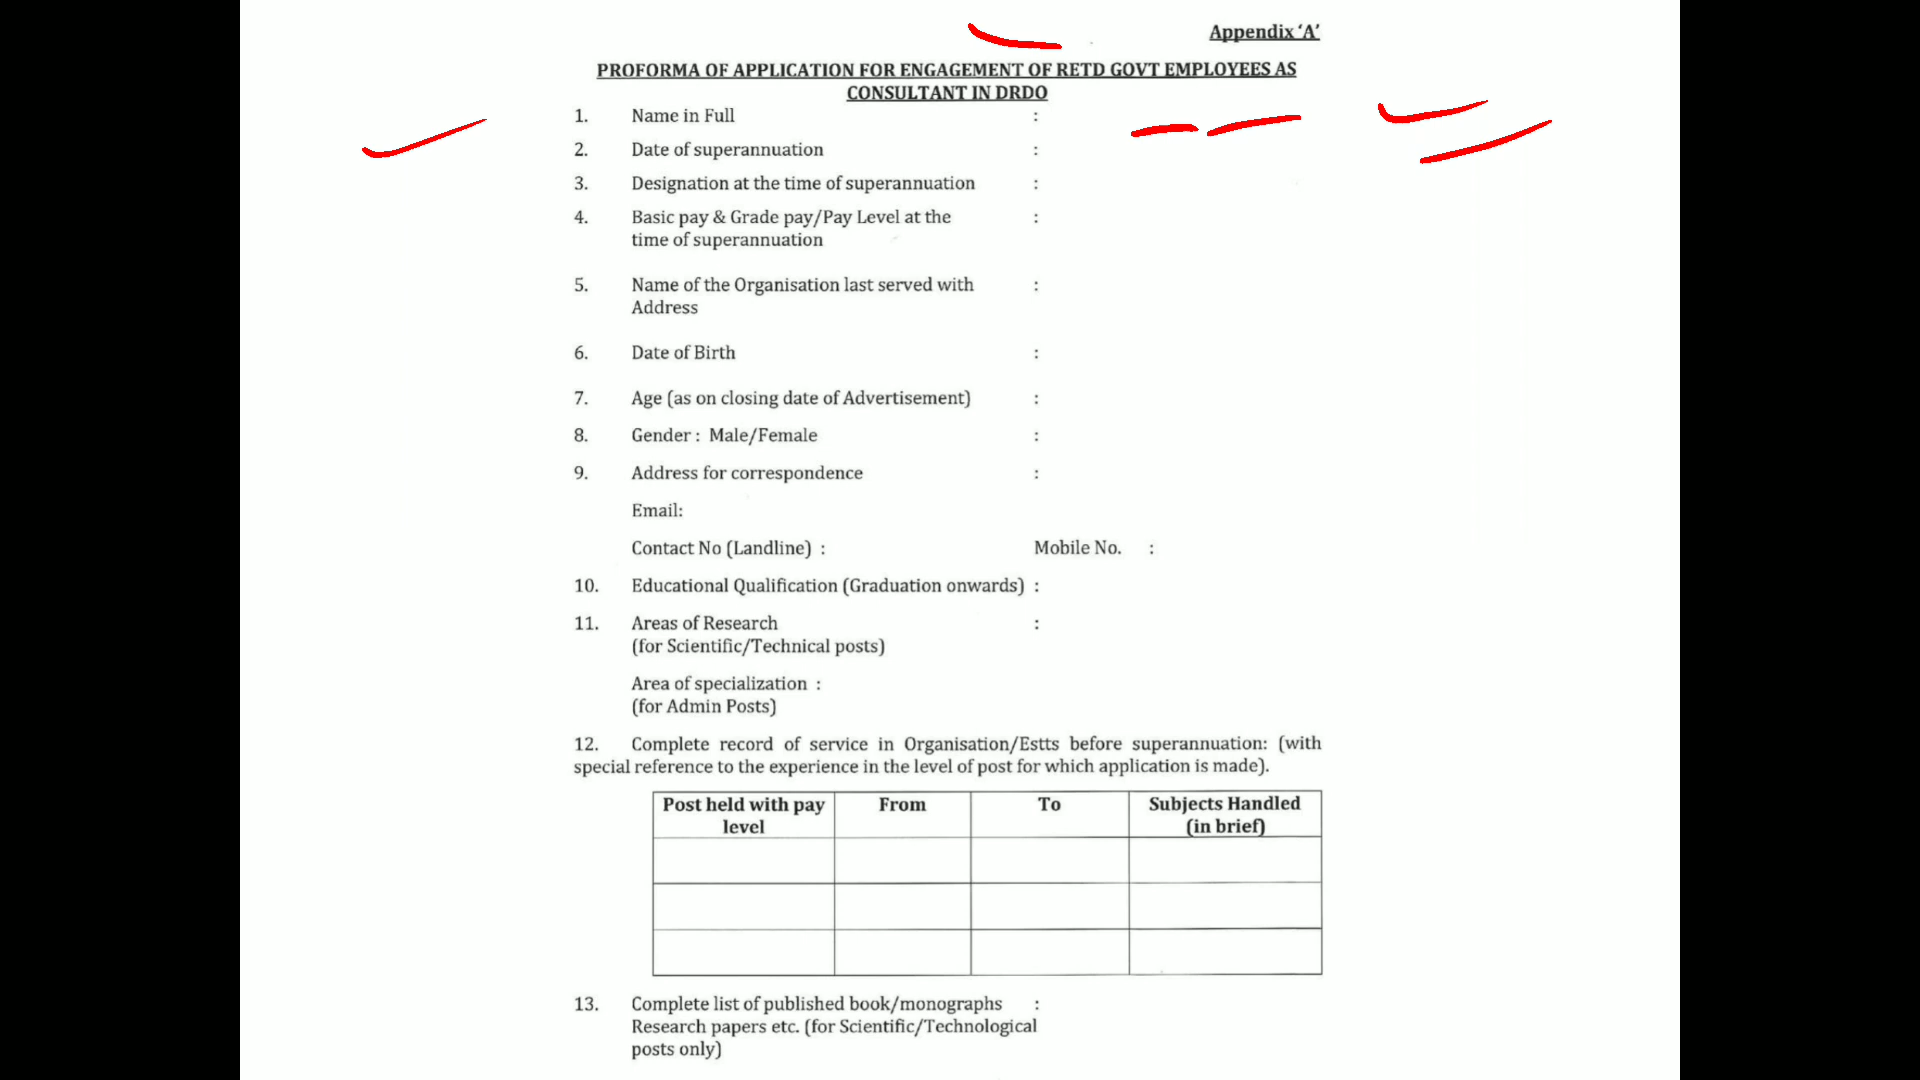 Appendix ‘A’
PROFORMA OF APPLICATION FOR ENGAGEMENT OF RETD GOVT EMPLOYEES AS
CONSULTANT IN DRDO
1. Name in Full :
2. Date of superannuation :
3. Designation at the time of superannuation :
4. Basic pay & Grade pay/Pay Level at the :
time of superannuation
5. Name of the Organisation last served with :
Address
6. Date of Birth :
7. Age (as on closing date of Advertisement) :
8. Gender : Male/Female :
9. Address for correspondence :
Email:
Contact No (Landline) : Mobile No. :
10. Educational Qualification (Graduation onwards) :
11. Areas of Research :
(for Scientific/Technical posts)
Area of specialization :
(for Admin Posts)
12. Complete record of service in Organisation/Estts before superannuation: (with
special reference to the experience in the level of post for which application is made).
Post held with pay From To Subjects Handled
level (in brief)
13. Complete list of published book/monographs :
Research papers etc. (for Scientific/Technological
posts only)